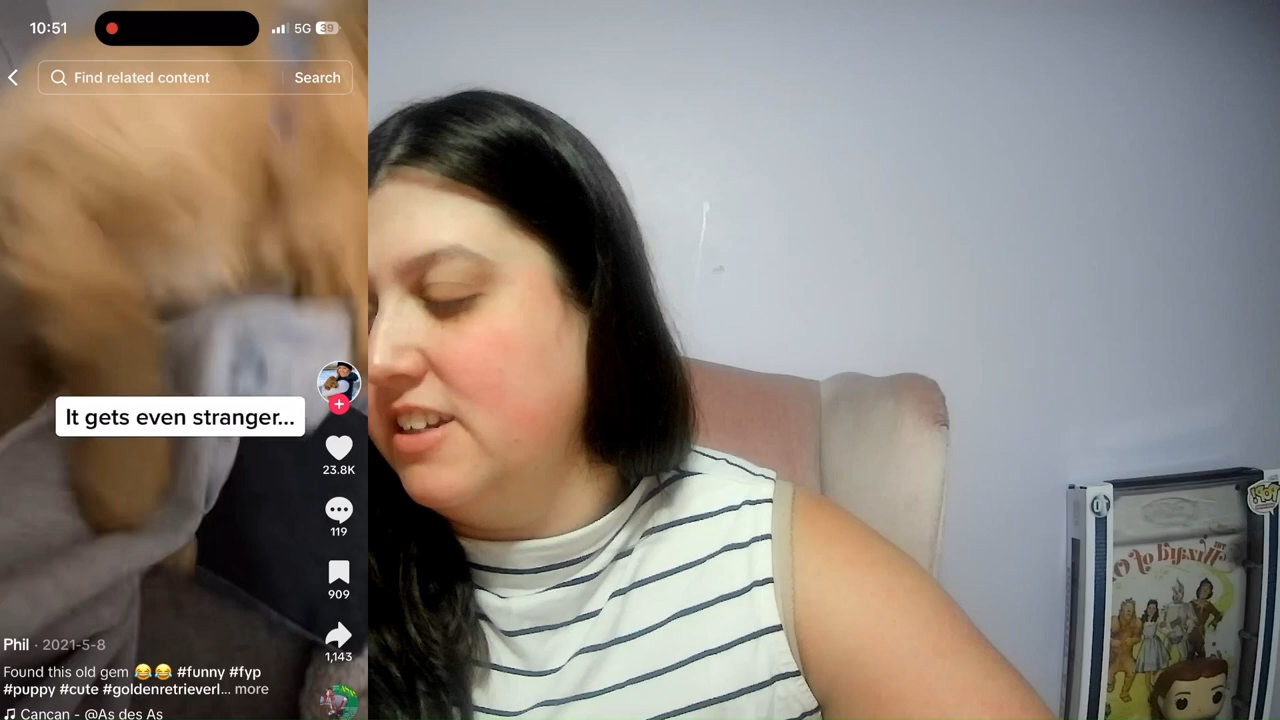 10:51
5G 39
Find related content
Search
It gets even stranger...
23.8K
119
909
1,143
Phil · 2021-5-8
Found this old gem 😂😂 #funny #fyp
#puppy #cute #goldenretrieverl... more
Cancan - @As des As
THE
Wizard of Oz
POP!